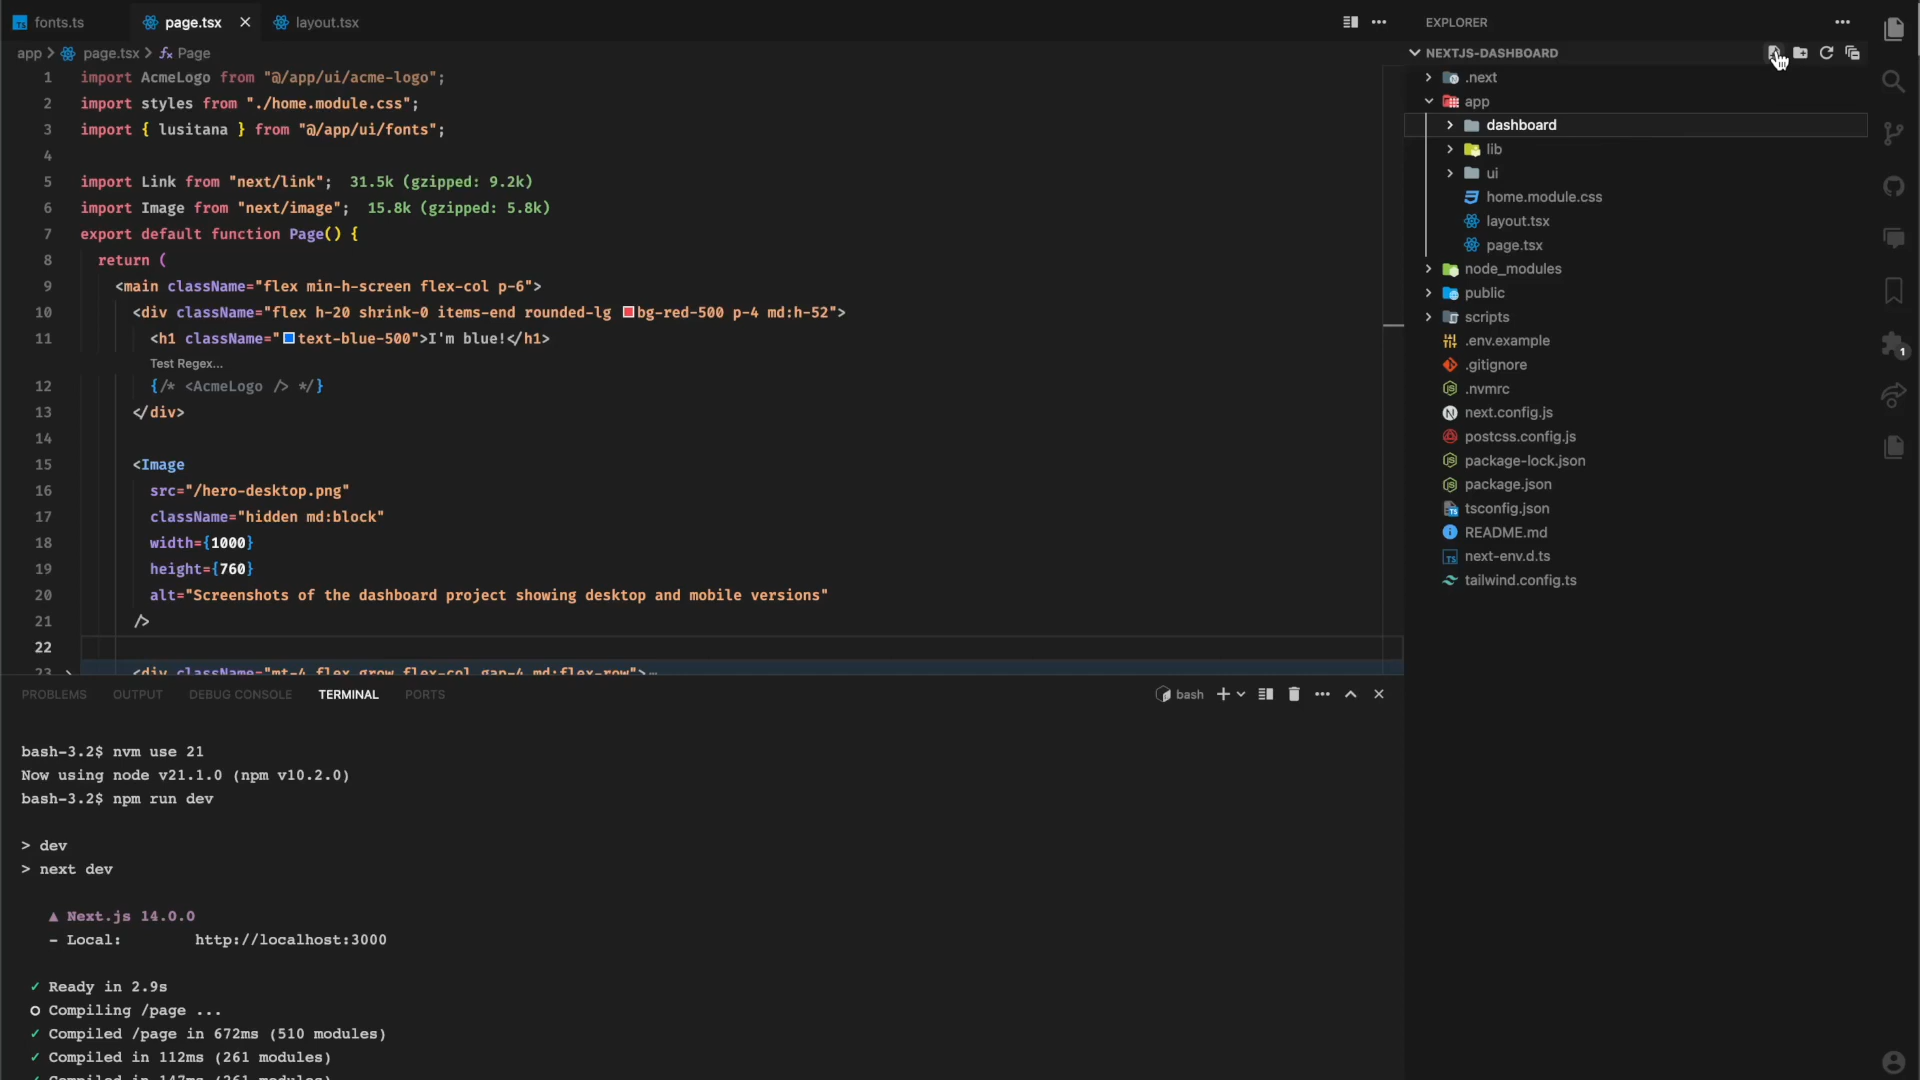 fonts.ts
page.tsx
layout.tsx
app > page.tsx > Page
1 import AcmeLogo from "@/app/ui/acme-logo";
2 import styles from "./home.module.css";
3 import { lusitana } from "@/app/ui/fonts";
4
5 import Link from "next/link"; 31.5k (gzipped: 9.2k)
6 import Image from "next/image"; 15.8k (gzipped: 5.8k)
7 export default function Page() {
8 return (
9 <main className="flex min-h-screen flex-col p-6">
10 <div className="flex h-20 shrink-0 items-end rounded-lg bg-red-500 p-4 md:h-52">
11 <h1 className="text-blue-500">I'm blue!</h1>
Test Regex...
12 {/* <AcmeLogo /> */}
13 </div>
14
15 <Image
16 src="/hero-desktop.png"
17 className="hidden md:block"
18 width={1000}
19 height={760}
20 alt="Screenshots of the dashboard project showing desktop and mobile versions"
21 />
22
23 <div className="mt-4 flex grow flex-col gap-4 md:flex-row">
PROBLEMS OUTPUT DEBUG CONSOLE TERMINAL PORTS
bash
bash-3.2$ nvm use 21
Now using node v21.1.0 (npm v10.2.0)
bash-3.2$ npm run dev
> dev
> next dev
▲ Next.js 14.0.0
- Local: http://localhost:3000
✓ Ready in 2.9s
○ Compiling /page ...
✓ Compiled /page in 672ms (510 modules)
✓ Compiled in 112ms (261 modules)
✓ Compiled in 147ms (261 modules)
EXPLORER
NEXTJS-DASHBOARD
.next
app
dashboard
lib
ui
home.module.css
layout.tsx
page.tsx
node_modules
public
scripts
.env.example
.gitignore
.nvmrc
next.config.js
postcss.config.js
package-lock.json
package.json
tsconfig.json
README.md
next-env.d.ts
tailwind.config.ts
1